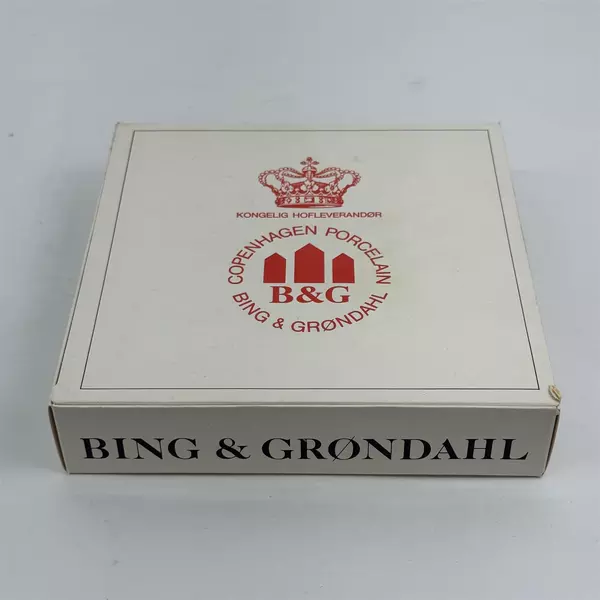 KONGELIG HOFLEVERANDØR
COPENHAGEN PORCELAIN
B&G
BING & GRØNDAHL
BING & GRØNDAHL